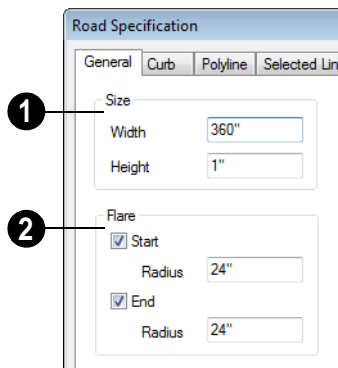 Road Specification
General Curb Polyline Selected Lin
1
Size
Width 360"
Height 1"
2
Flare
Start
Radius 24"
End
Radius 24"